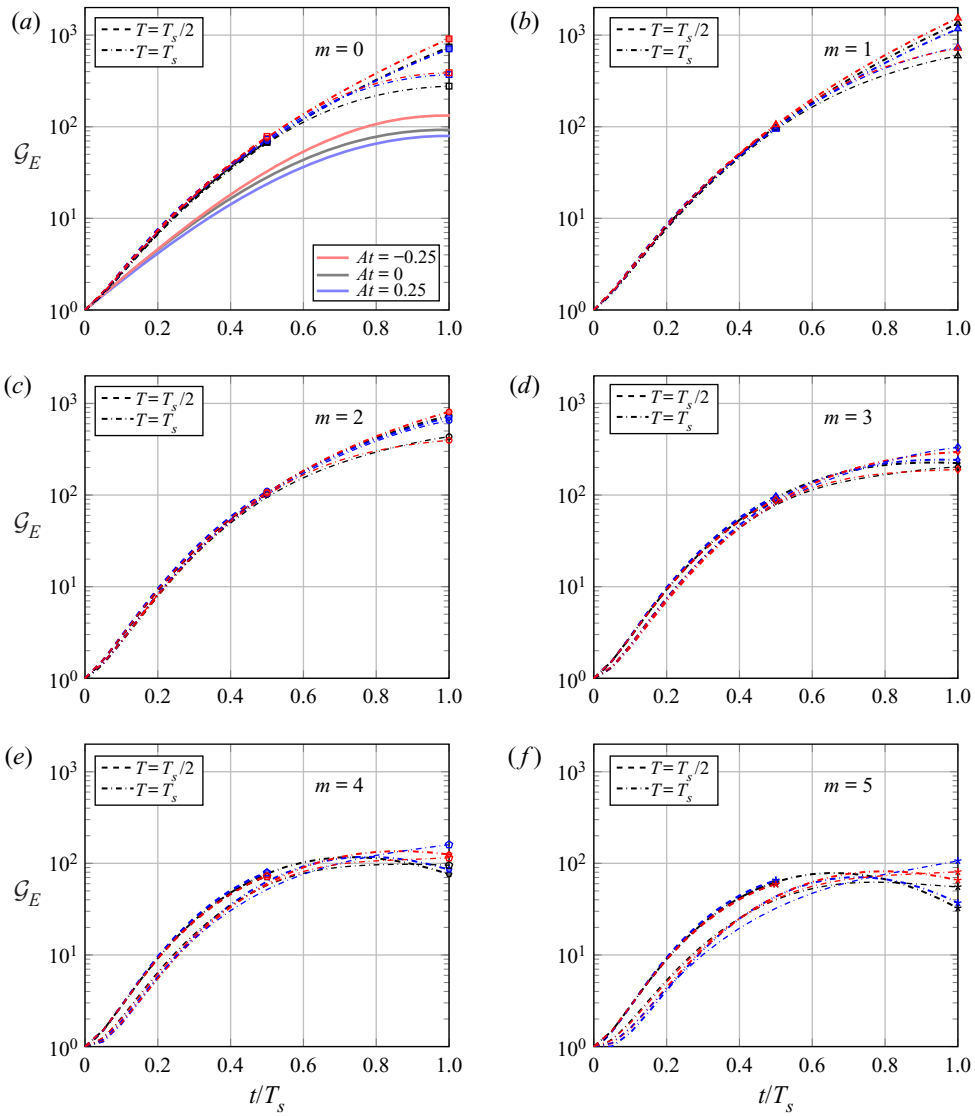 (a)
T = T_s/2
T = T_s
m = 0
10^3
10^2
10^1
10^0
G_E
At = −0.25
At = 0
At = 0.25
0 0.2 0.4 0.6 0.8 1.0
(b)
T = T_s/2
T = T_s
m = 1
10^3
10^2
10^1
10^0
0 0.2 0.4 0.6 0.8 1.0
(c)
T = T_s/2
T = T_s
m = 2
10^3
10^2
10^1
10^0
G_E
0 0.2 0.4 0.6 0.8 1.0
(d)
T = T_s/2
T = T_s
m = 3
10^3
10^2
10^1
10^0
0 0.2 0.4 0.6 0.8 1.0
(e)
T = T_s/2
T = T_s
m = 4
10^3
10^2
10^1
10^0
G_E
0 0.2 0.4 0.6 0.8 1.0
t/T_s
(f)
T = T_s/2
T = T_s
m = 5
10^3
10^2
10^1
10^0
0 0.2 0.4 0.6 0.8 1.0
t/T_s